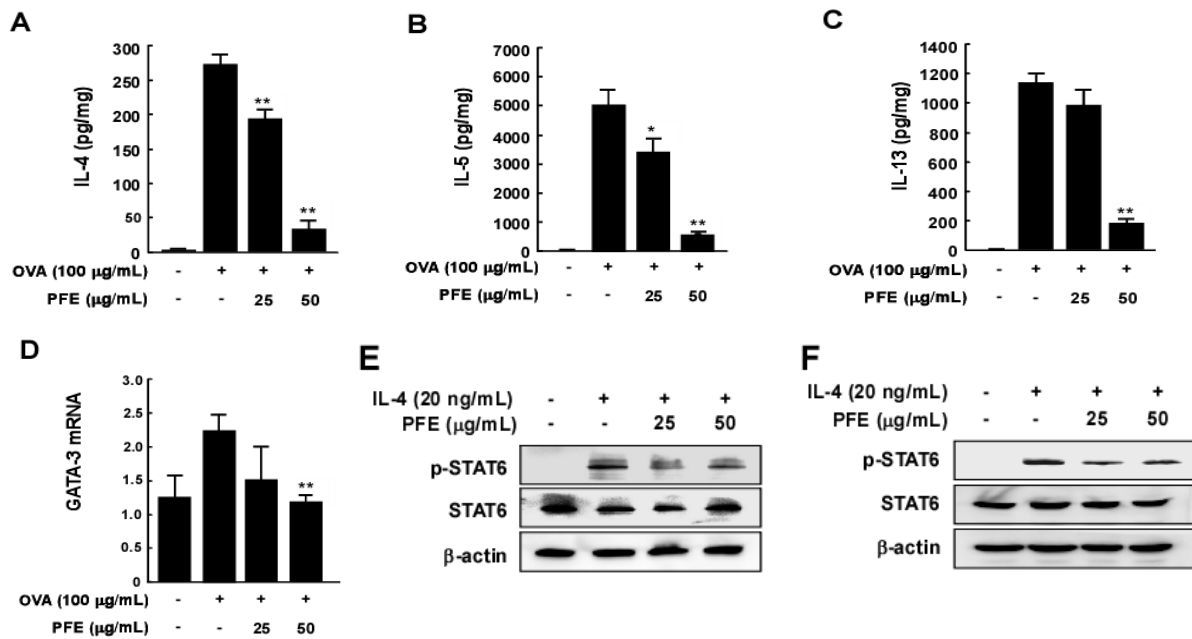 A
IL-4 (pg/mg)
300
250
200
150
100
50
0
**
**
OVA (100 µg/mL) - + + +
PFE (µg/mL) - - 25 50
B
IL-5 (pg/mg)
7000
6000
5000
4000
3000
2000
1000
0
*
**
OVA (100 µg/mL) - + + +
PFE (µg/mL) - - 25 50
C
IL-13 (pg/mg)
1400
1200
1000
800
600
400
200
0
**
OVA (100 µg/mL) - + + +
PFE (µg/mL) - - 25 50
D
GATA-3 mRNA
3.0
2.5
2.0
1.5
1.0
0.5
0
**
OVA (100 µg/mL) - + + +
PFE (µg/mL) - - 25 50
E
IL-4 (20 ng/mL) - + + +
PFE (µg/mL) - - 25 50
p-STAT6
STAT6
β-actin
F
IL-4 (20 ng/mL) - + + +
PFE (µg/mL) - - 25 50
p-STAT6
STAT6
β-actin